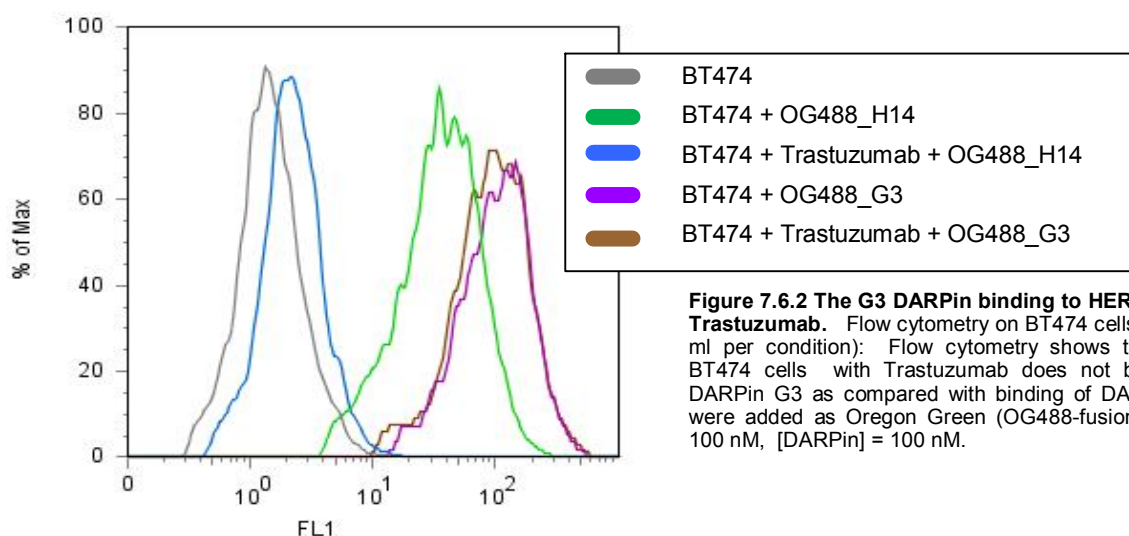 100
80
60
40
20
0
% of Max
0
10^0
10^1
10^2
FL1
BT474
BT474 + OG488_H14
BT474 + Trastuzumab + OG488_H14
BT474 + OG488_G3
BT474 + Trastuzumab + OG488_G3
Figure 7.6.2 The G3 DARPin binding to HER
Trastuzumab. Flow cytometry on BT474 cells
ml per condition): Flow cytometry shows t
BT474 cells with Trastuzumab does not b
DARPin G3 as compared with binding of DA
were added as Oregon Green (OG488-fusion
100 nM, [DARPin] = 100 nM.